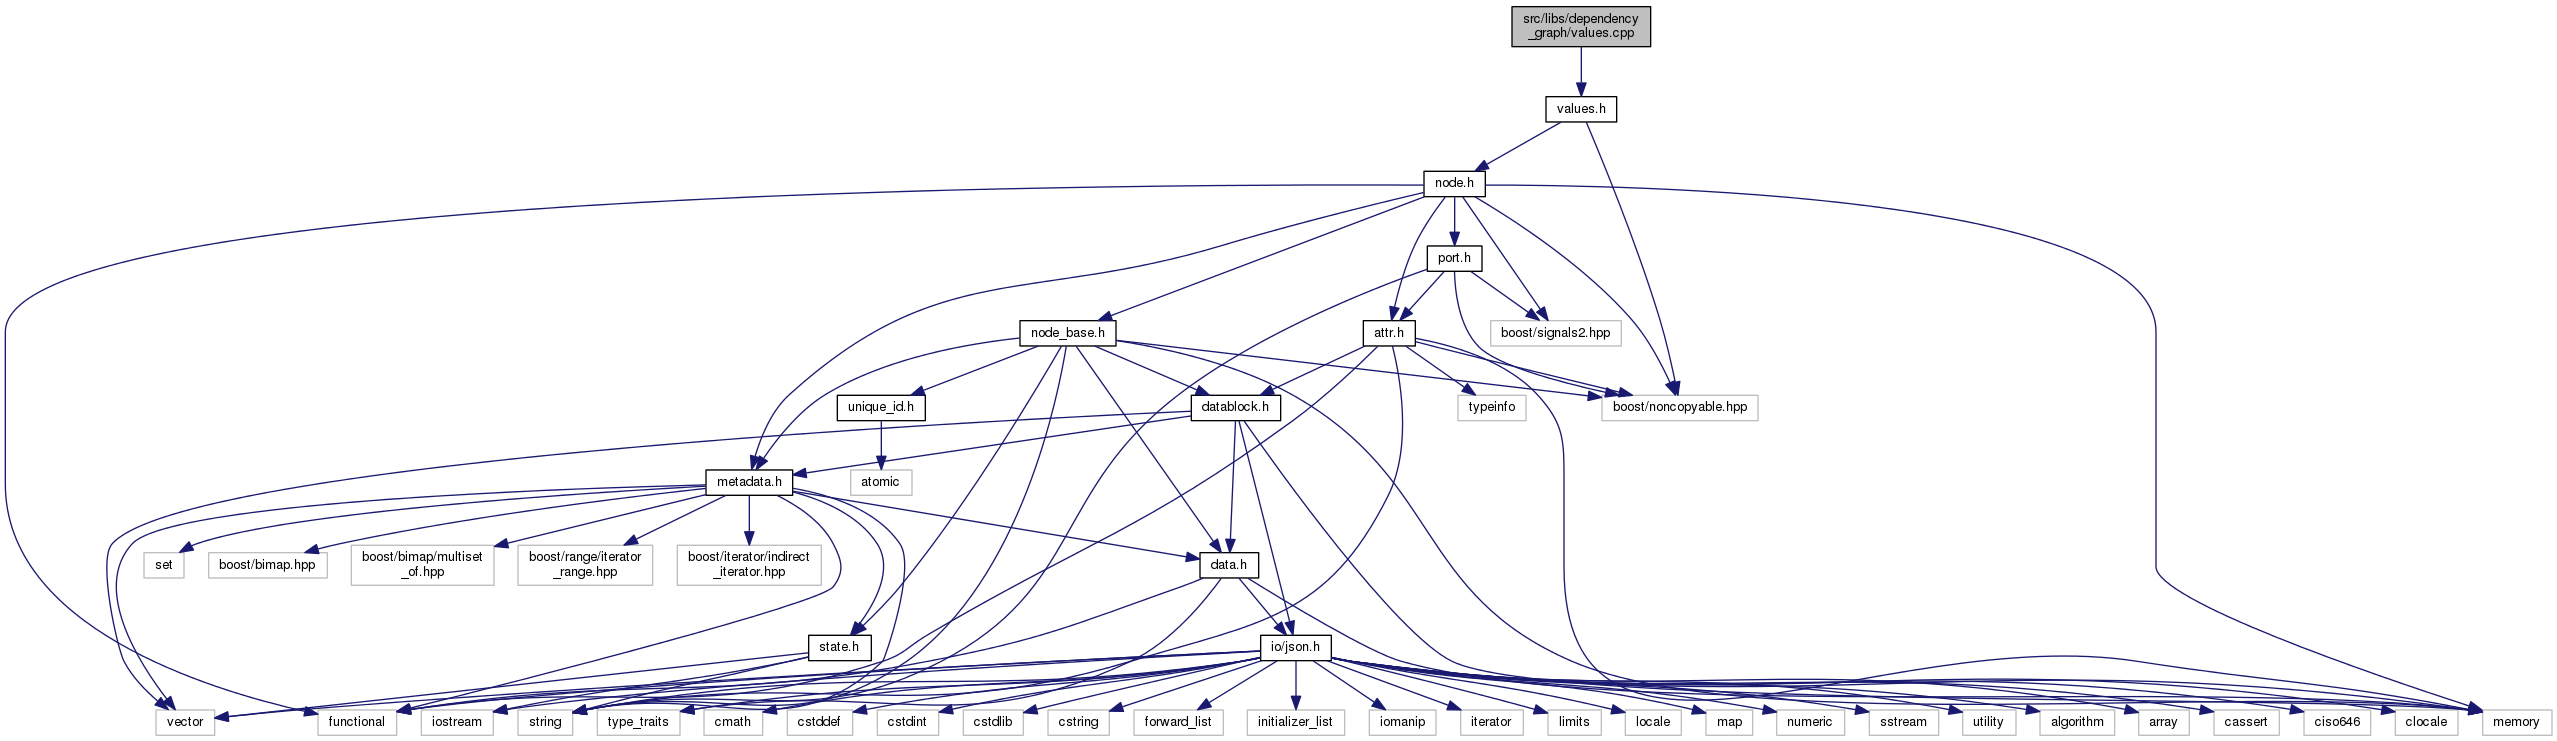 src/libs/dependency
_graph/values.cpp
values.h
node.h
port.h
node_base.h
attr.h
boost/signals2.hpp
unique_id.h
datablock.h
typeinfo
boost/noncopyable.hpp
metadata.h
atomic
set
boost/bimap.hpp
boost/bimap/multiset
_of.hpp
boost/range/iterator
_range.hpp
boost/iterator/indirect
_iterator.hpp
data.h
state.h
io/json.h
vector
functional
iostream
string
type_traits
cmath
cstddef
cstdint
cstdlib
cstring
forward_list
initializer_list
iomanip
iterator
limits
locale
map
numeric
sstream
utility
algorithm
array
cassert
ciso646
clocale
memory